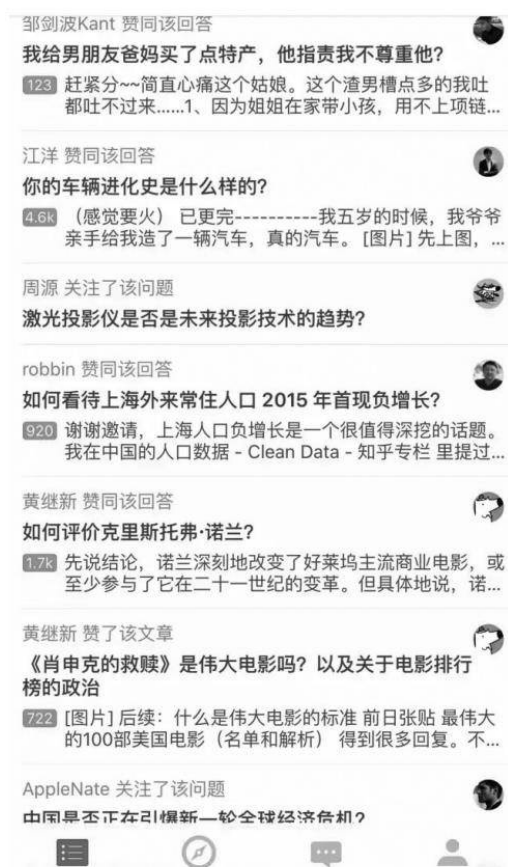 邹剑波Kant 赞同该回答
我给男朋友爸妈买了点特产，他指责我不尊重他？
123 赶紧分~~简直心痛这个姑娘。这个渣男槽点多的我吐
都吐不过来......1、因为姐姐在家带小孩，用不上项链...
江洋 赞同该回答
你的车辆进化史是什么样的？
4.6k （感觉要火） 已更完----------我五岁的时候，我爷爷
亲手给我造了一辆汽车，真的汽车。 [图片] 先上图，...
周源 关注了该问题
激光投影仪是否是未来投影技术的趋势？
robbin 赞同该回答
如何看待上海外来常住人口 2015 年首现负增长？
920 谢谢邀请，上海人口负增长是一个很值得深挖的话题。
我在中国的人口数据 - Clean Data - 知乎专栏 里提过...
黄继新 赞同该回答
如何评价克里斯托弗·诺兰？
1.7k 先说结论，诺兰深刻地改变了好莱坞主流商业电影，或
至少参与了它在二十一世纪的变革。但具体地说，诺...
黄继新 赞了该文章
《肖申克的救赎》是伟大电影吗？以及关于电影排行
榜的政治
722 [图片] 后续：什么是伟大电影的标准 前日张贴 最伟大
的100部美国电影（名单和解析） 得到很多回复。不...
AppleNate 关注了该问题
中国是否正在引爆新一轮全球经济危机？